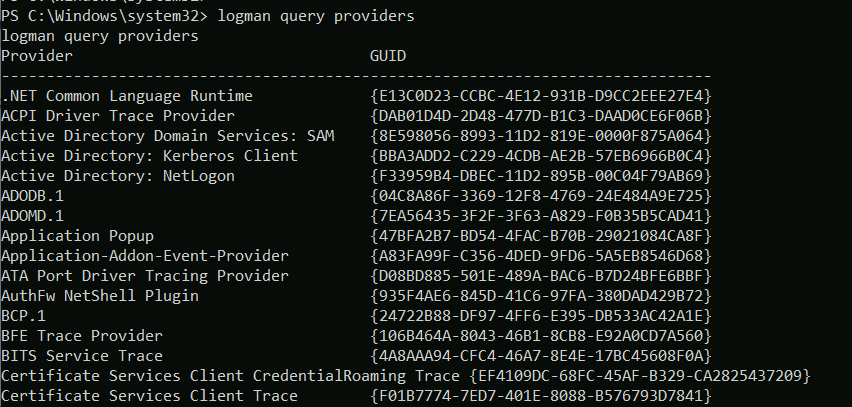 PS C:\Windows\system32> logman query providers
logman query providers
Provider GUID
-------------------------------------------------------------------------------
.NET Common Language Runtime {E13C0D23-CCBC-4E12-931B-D9CC2EEE27E4}
ACPI Driver Trace Provider {DAB01D4D-2D48-477D-B1C3-DAAD0CE6F06B}
Active Directory Domain Services: SAM {8E598056-8993-11D2-819E-0000F875A064}
Active Directory: Kerberos Client {BBA3ADD2-C229-4CDB-AE2B-57EB6966B0C4}
Active Directory: NetLogon {F33959B4-DBEC-11D2-895B-00C04F79AB69}
ADODB.1 {04C8A86F-3369-12F8-4769-24E484A9E725}
ADOMD.1 {7EA56435-3F2F-3F63-A829-F0B35B5CAD41}
Application Popup {47BFA2B7-BD54-4FAC-B70B-29021084CA8F}
Application-Addon-Event-Provider {A83FA99F-C356-4DED-9FD6-5A5EB8546D68}
ATA Port Driver Tracing Provider {D08BD885-501E-489A-BAC6-B7D24BFE6BBF}
AuthFw NetShell Plugin {935F4AE6-845D-41C6-97FA-380DAD429B72}
BCP.1 {24722B88-DF97-4FF6-E395-DB533AC42A1E}
BFE Trace Provider {106B464A-8043-46B1-8CB8-E92A0CD7A560}
BITS Service Trace {4A8AAA94-CFC4-46A7-8E4E-17BC45608F0A}
Certificate Services Client CredentialRoaming Trace {EF4109DC-68FC-45AF-B329-CA2825437209}
Certificate Services Client Trace {F01B7774-7ED7-401E-8088-B576793D7841}